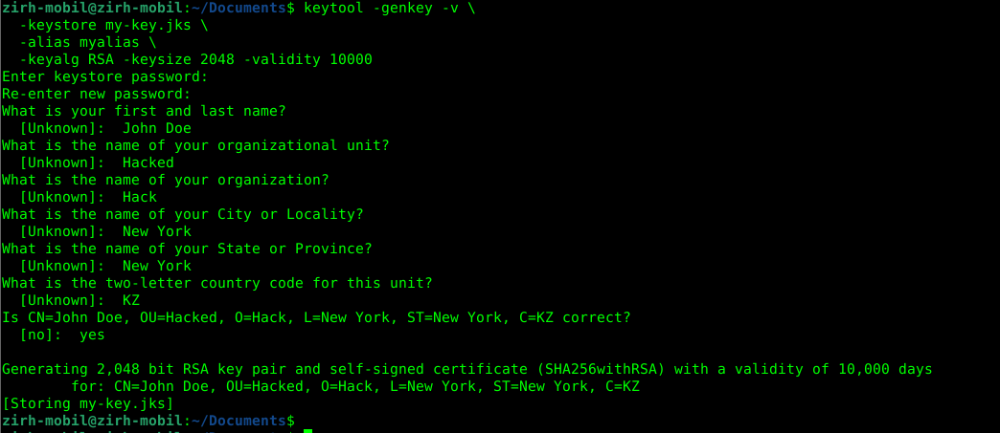 zirh-mobil@zirh-mobil:~/Documents$ keytool -genkey -v \
  -keystore my-key.jks \
  -alias myalias \
  -keyalg RSA -keysize 2048 -validity 10000
Enter keystore password:
Re-enter new password:
What is your first and last name?
  [Unknown]:  John Doe
What is the name of your organizational unit?
  [Unknown]:  Hacked
What is the name of your organization?
  [Unknown]:  Hack
What is the name of your City or Locality?
  [Unknown]:  New York
What is the name of your State or Province?
  [Unknown]:  New York
What is the two-letter country code for this unit?
  [Unknown]:  KZ
Is CN=John Doe, OU=Hacked, O=Hack, L=New York, ST=New York, C=KZ correct?
  [no]:  yes

Generating 2,048 bit RSA key pair and self-signed certificate (SHA256withRSA) with a validity of 10,000 days
        for: CN=John Doe, OU=Hacked, O=Hack, L=New York, ST=New York, C=KZ
[Storing my-key.jks]
zirh-mobil@zirh-mobil:~/Documents$